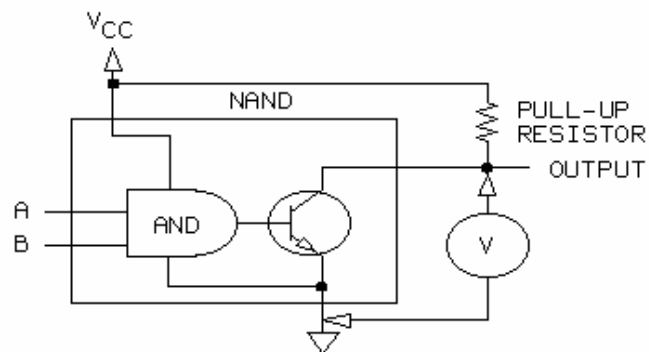 VCC
NAND
PULL-UP
RESISTOR
OUTPUT
A
AND
B
V